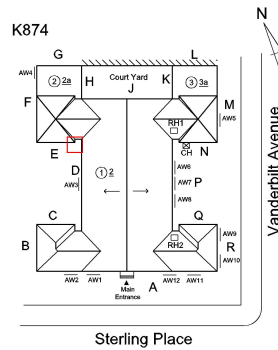 K874
N
G
L
AW4
② 2a
H
Court Yard
K
③ 3a
J
F
M
RH1
AW5
E
CH
N
D
AW6
① 2
AW3
AW7
P
AW8
C
Q
B
RH2
AW9
R
AW10
AW2
AW1
A
AW12
AW11
Main
Entrance
Vanderbilt Avenue
Sterling Place